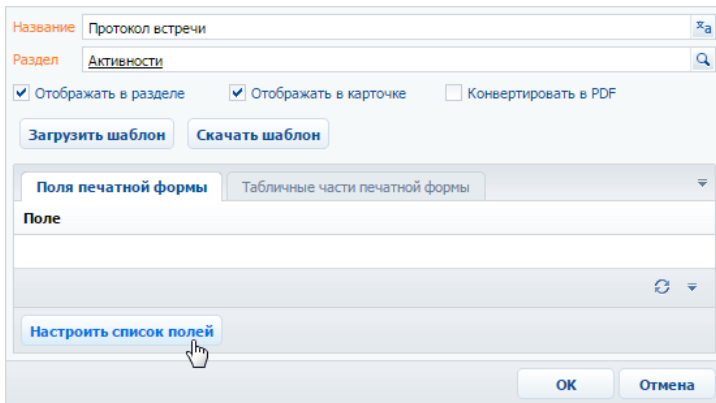 Название Протокол встречи
Раздел Активности
Отображать в разделе Отображать в карточке Конвертировать в PDF
Загрузить шаблон Скачать шаблон
Поля печатной формы Табличные части печатной формы
Поле
Настроить список полей
ОК Отмена